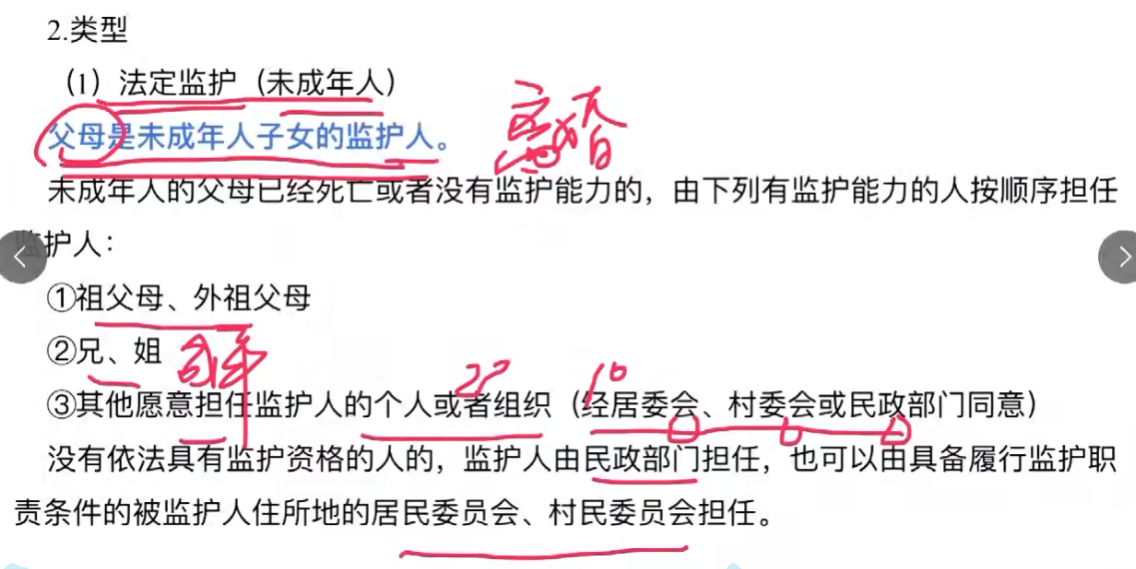 2.类型
（1）法定监护（未成年人）
离婚
父母是未成年人子女的监护人。
未成年人的父母已经死亡或者没有监护能力的，由下列有监护能力的人按顺序担任
监护人：
①祖父母、外祖父母
②兄、姐
③其他愿意担任监护人的个人或者组织（经居委会、村委会或民政部门同意）
没有依法具有监护资格的人的，监护人由民政部门担任，也可以由具备履行监护职
责条件的被监护人住所地的居民委员会、村民委员会担任。